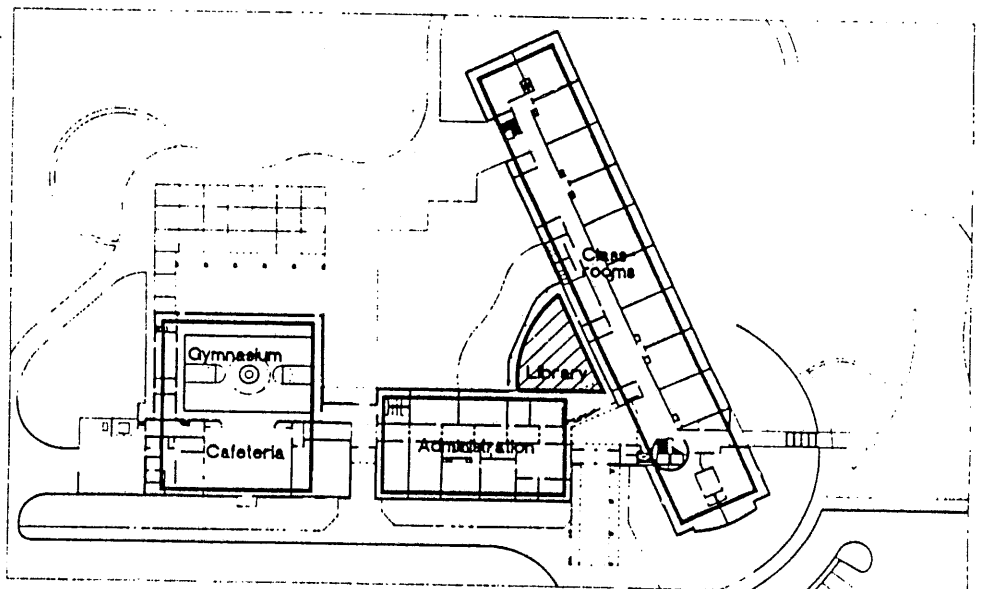 Class-
rooms
Gymnasium
Library
Administration
Cafeteria